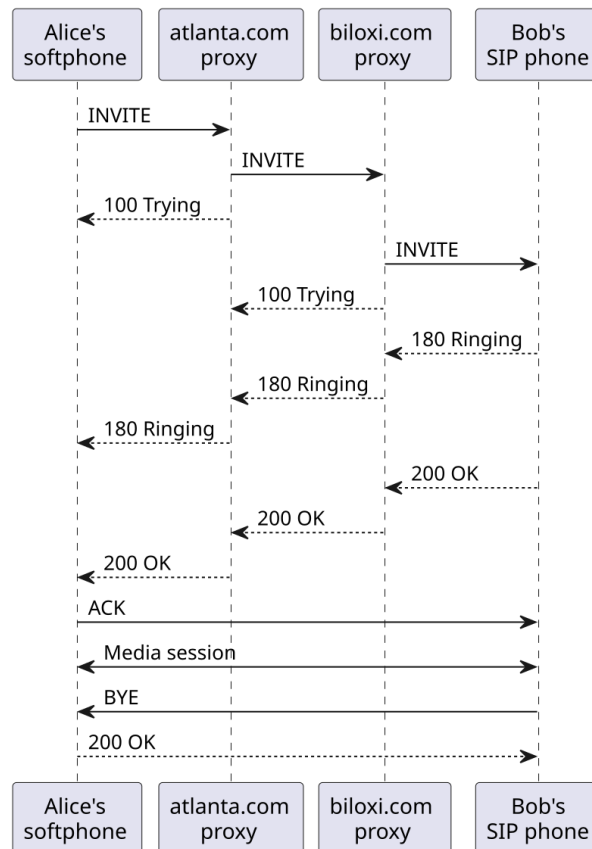 Alice's
softphone
atlanta.com
proxy
biloxi.com
proxy
Bob's
SIP phone
INVITE
INVITE
100 Trying
INVITE
100 Trying
180 Ringing
180 Ringing
180 Ringing
200 OK
200 OK
200 OK
ACK
Media session
BYE
200 OK
Alice's
softphone
atlanta.com
proxy
biloxi.com
proxy
Bob's
SIP phone